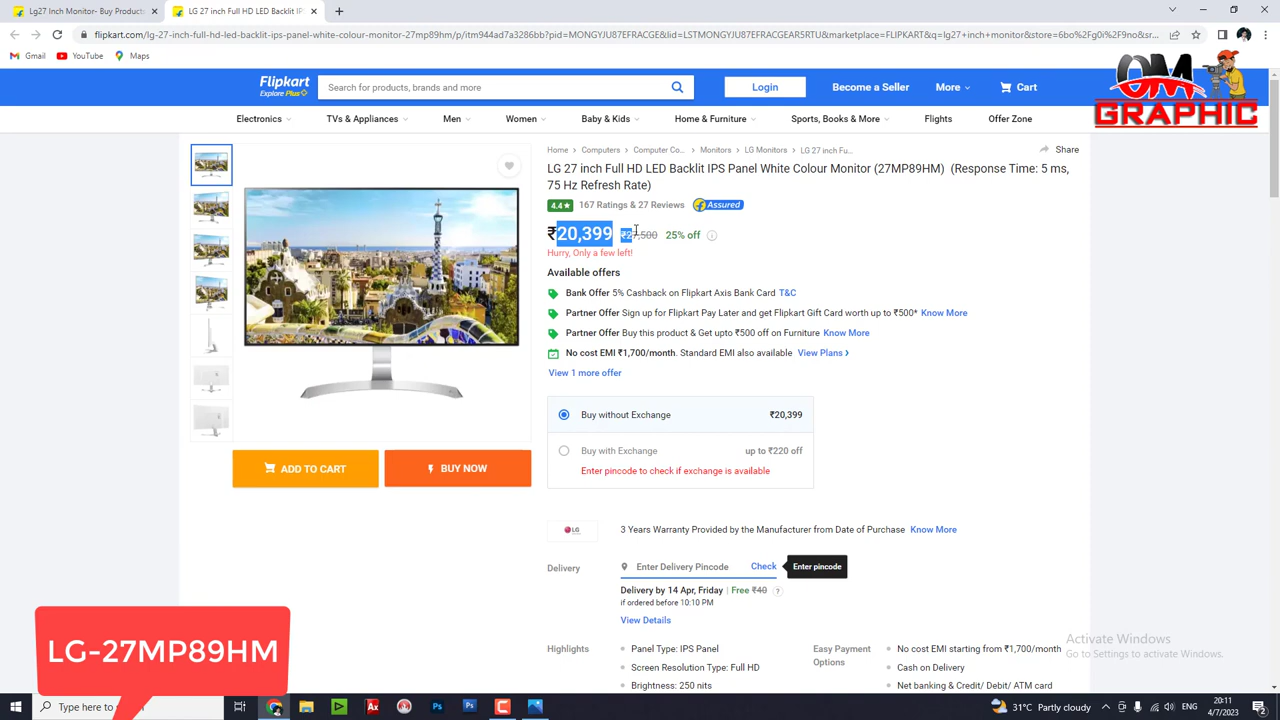 Lg27 Inch Monitor- Buy Products
LG 27 inch Full HD LED Backlit IP
flipkart.com/lg-27-inch-full-hd-led-backlit-ips-panel-white-colour-monitor-27mp89hm/p/itm944ad7a3286bb?pid=MONGYJU87EFRACGE&lid=LSTMONGYJU87EFRACGEARS5RU&marketplace=FLIPKART&q=lg27+inch+monitor&store=6bo%2Fg0i%2F9no&sr...
Gmail YouTube Maps
Flipkart
Explore Plus
Search for products, brands and more
Login
Become a Seller
More
Cart
OM
GRAPHIC
Electronics TVs & Appliances Men Women Baby & Kids Home & Furniture Sports, Books & More Flights Offer Zone
Home Computers Computer Co... Monitors LG Monitors LG 27 inch Fu...
Share
LG 27 inch Full HD LED Backlit IPS Panel White Colour Monitor (27MP89HM) (Response Time: 5 ms,
75 Hz Refresh Rate)
4.4★ 167 Ratings & 27 Reviews Assured
₹20,399 ₹27,500 25% off
Hurry, Only a few left!
Available offers
Bank Offer 5% Cashback on Flipkart Axis Bank Card T&C
Partner Offer Sign up for Flipkart Pay Later and get Flipkart Gift Card worth up to ₹500* Know More
Partner Offer Buy this product & Get upto ₹500 off on Furniture Know More
No cost EMI ₹1,700/month. Standard EMI also available View Plans
View 1 more offer
Buy without Exchange ₹20,399
Buy with Exchange up to ₹220 off
Enter pincode to check if exchange is available
ADD TO CART BUY NOW
LG 3 Years Warranty Provided by the Manufacturer from Date of Purchase Know More
Delivery Enter Delivery Pincode Check Enter pincode
Delivery by 14 Apr, Friday | Free ₹40 ?
if ordered before 10:10 PM
View Details
Highlights
Panel Type: IPS Panel
Screen Resolution Type: Full HD
Brightness: 250 nits
Easy Payment
Options
No cost EMI starting from ₹1,700/month
Cash on Delivery
Net banking & Credit/ Debit/ ATM card
Activate Windows
Go to Settings to activate Windows.
LG-27MP89HM
Type here to
31°C Partly cloudy
20:11
4/7/2023